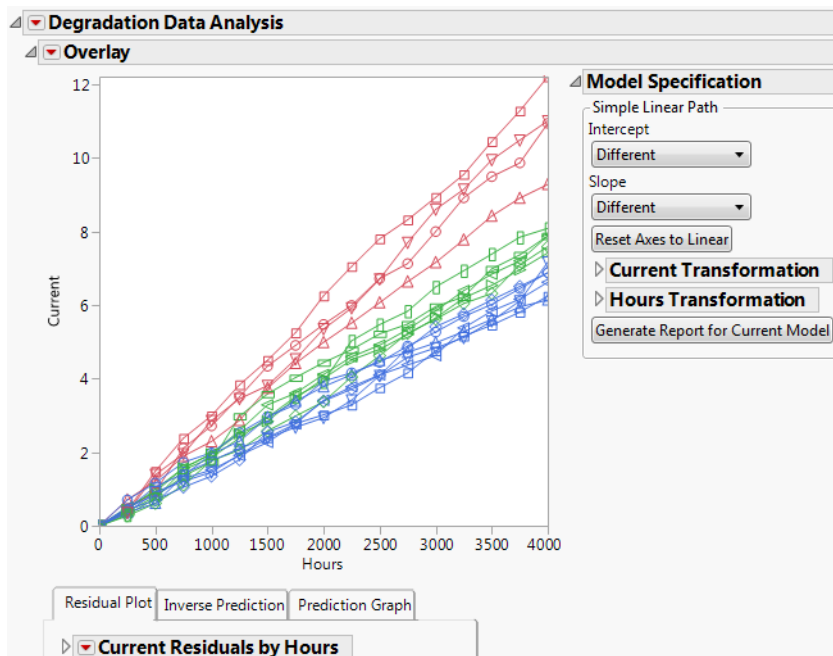 Degradation Data Analysis
Overlay
12
10
8
6
4
2
0
Current
0 500 1000 1500 2000 2500 3000 3500 4000
Hours
Model Specification
Simple Linear Path
Intercept
Different
Slope
Different
Reset Axes to Linear
Current Transformation
Hours Transformation
Generate Report for Current Model
Residual Plot Inverse Prediction Prediction Graph
Current Residuals by Hours